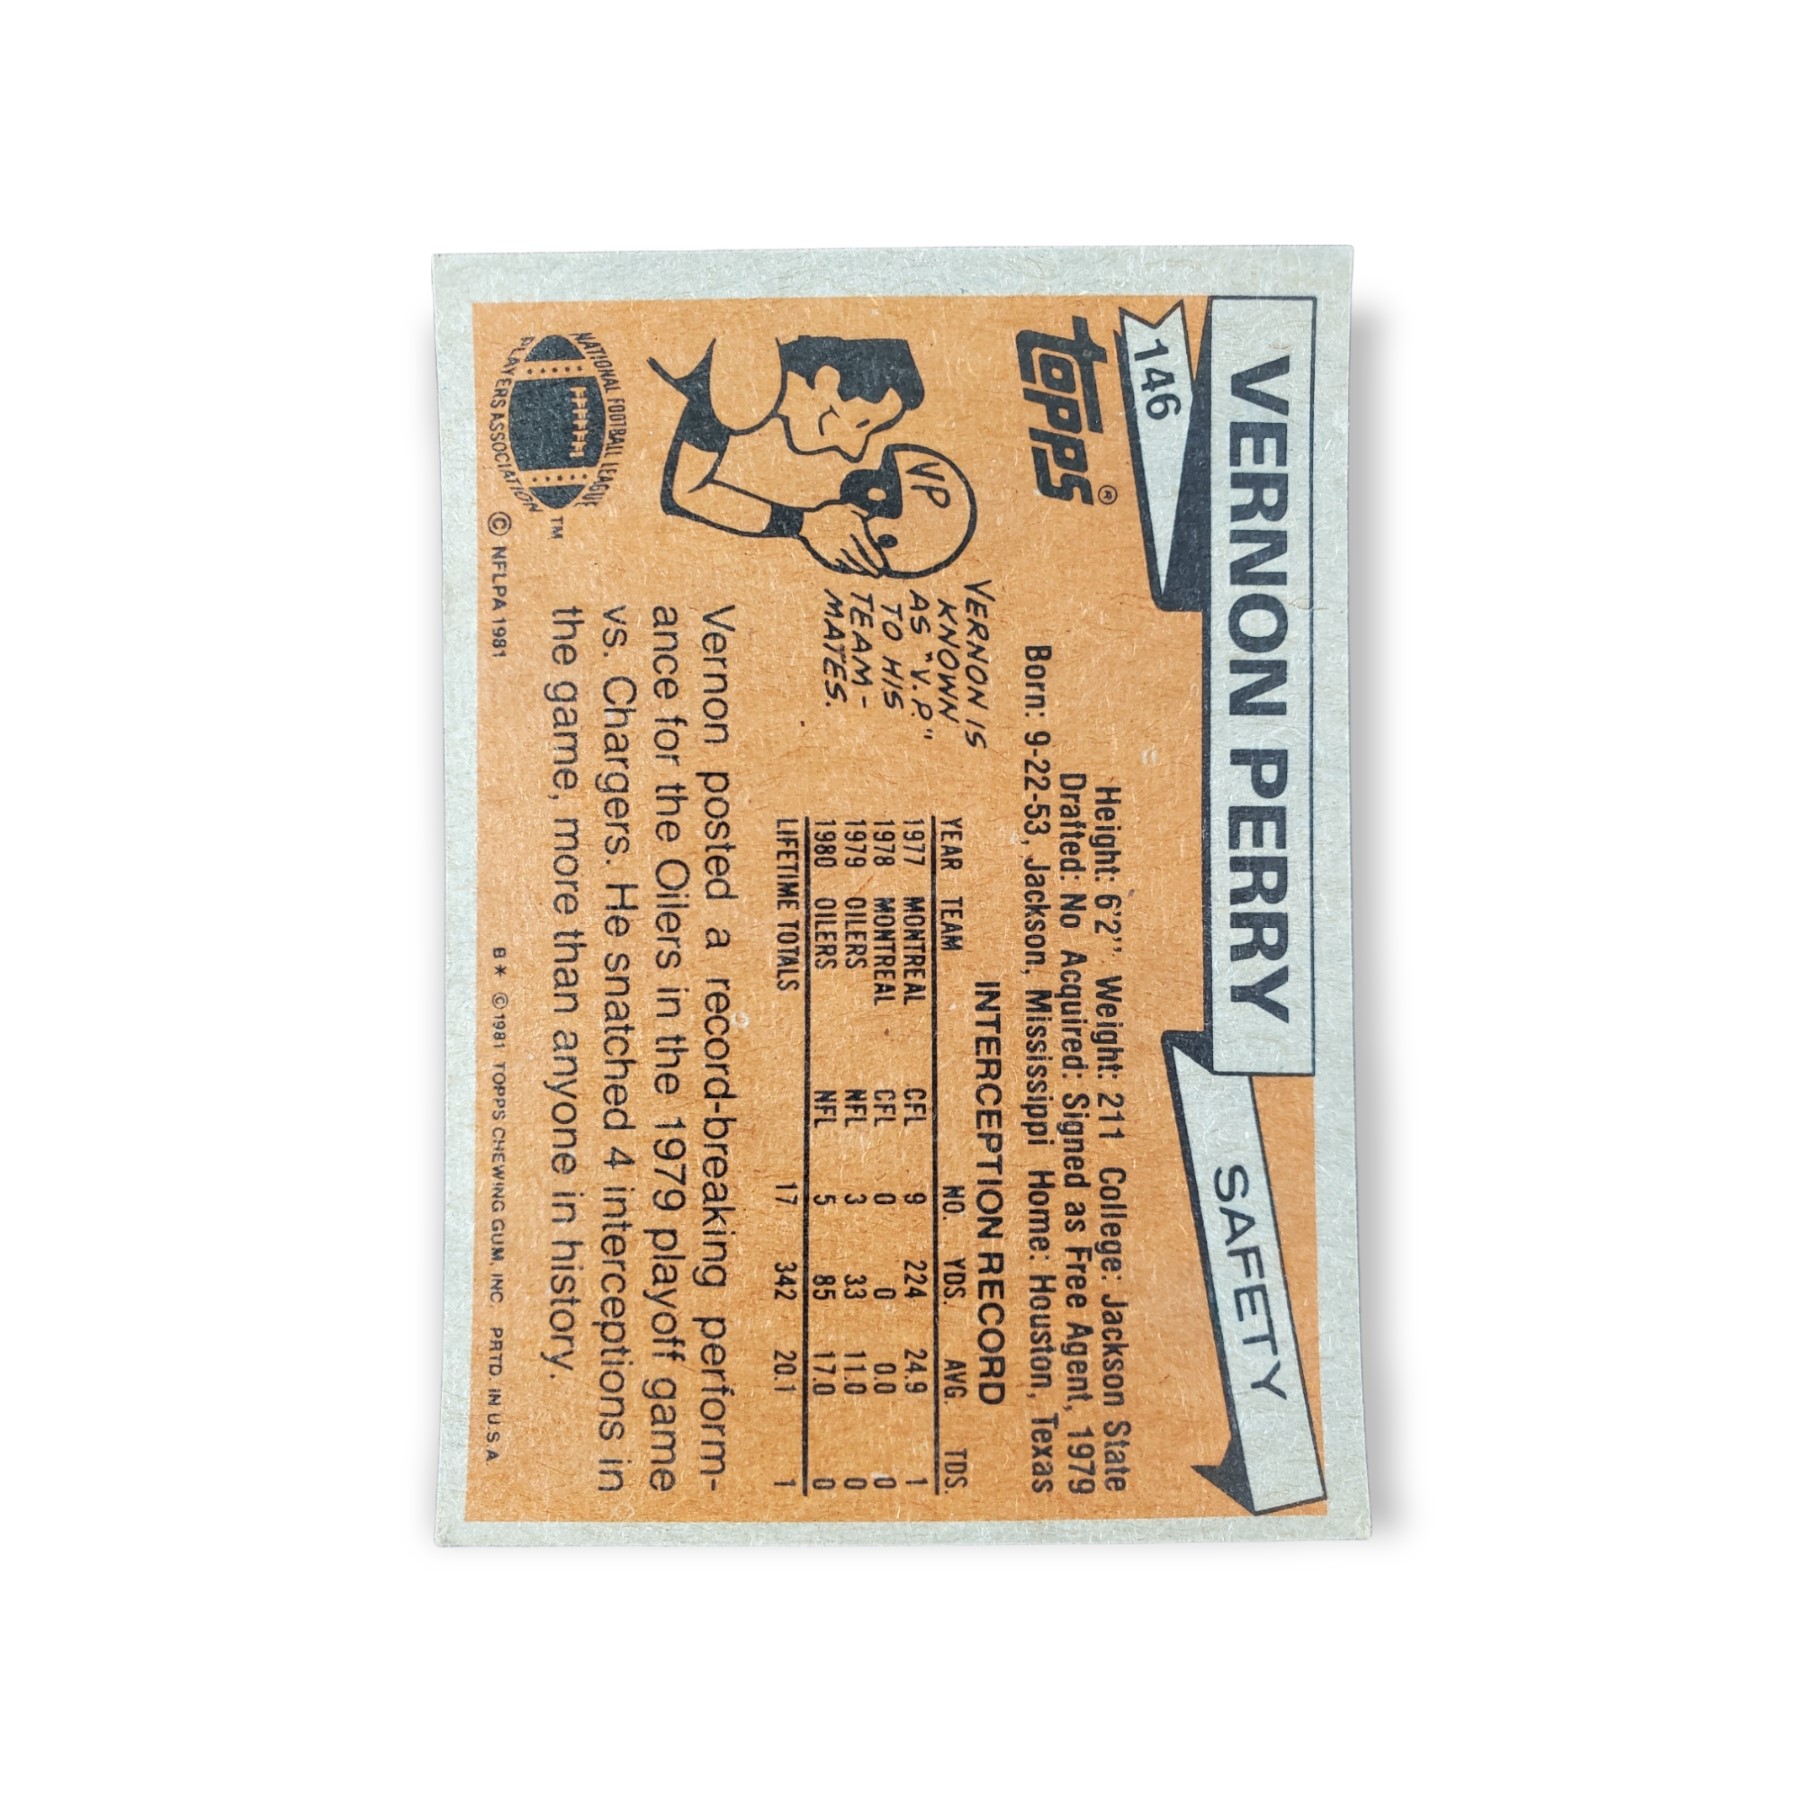 VERNON PERRY
SAFETY
146
topps®
Height: 6'2" Weight: 211 College: Jackson State
Drafted: No Acquired: Signed as Free Agent, 1979
Born: 9-22-53, Jackson, Mississippi Home: Houston, Texas
VP
VERNON IS
KNOWN
AS "V.P."
TO HIS
TEAM-
MATES.
INTERCEPTION RECORD
YEAR TEAM NO. YDS. AVG. TDS.
1977 MONTREAL CFL 9 224 24.9 1
1978 MONTREAL CFL 0 0 0.0 0
1979 OILERS NFL 3 33 11.0 0
1980 OILERS NFL 5 85 17.0 0
LIFETIME TOTALS 17 342 20.1 1
Vernon posted a record-breaking perform-
ance for the Oilers in the 1979 playoff game
vs. Chargers. He snatched 4 interceptions in
the game, more than anyone in history.
NATIONAL FOOTBALL LEAGUE
PLAYERS ASSOCIATION
TM
© NFLPA 1981
B* ©1981 TOPPS CHEWING GUM, INC. PRTD. IN U.S.A.